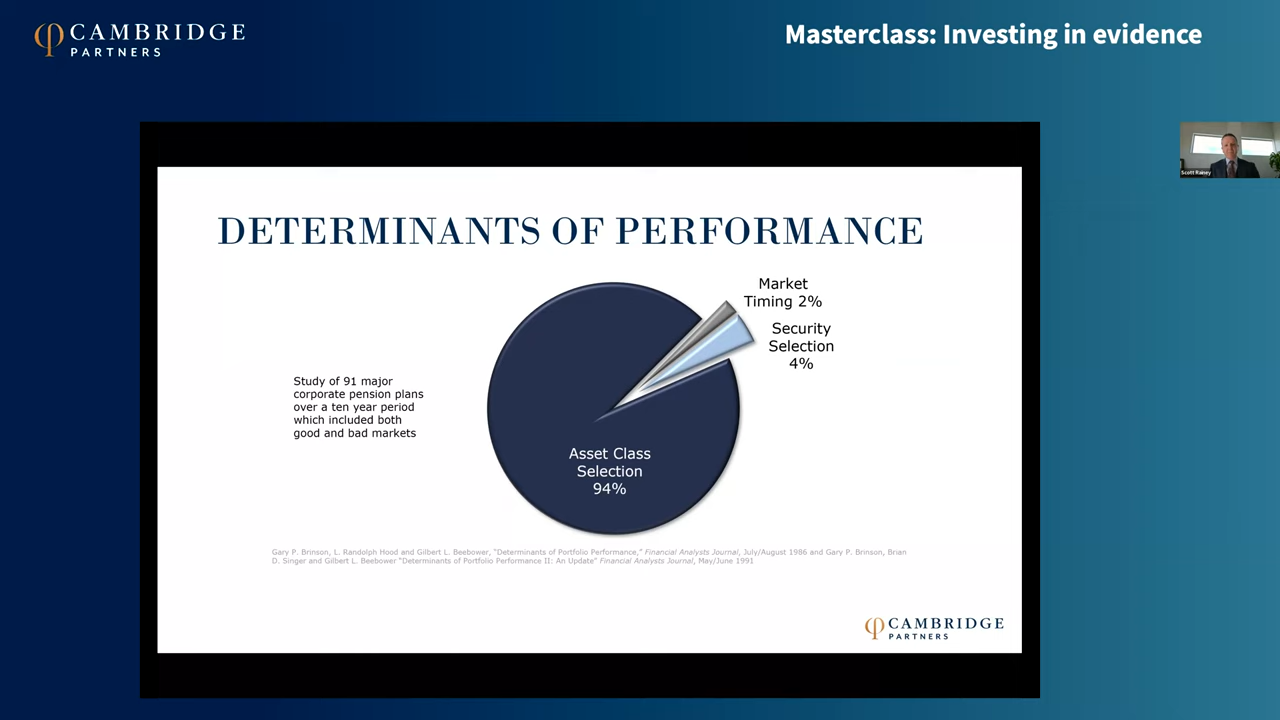 CAMBRIDGE
PARTNERS
Masterclass: Investing in evidence
Scott Rainey
DETERMINANTS OF PERFORMANCE
Market
Timing 2%
Security
Selection
4%
Study of 91 major
corporate pension plans
over a ten year period
which included both
good and bad markets
Asset Class
Selection
94%
Gary P. Brinson, L. Randolph Hood and Gilbert L. Beebower, “Determinants of Portfolio Performance,” Financial Analysts Journal, July/August 1986 and Gary P. Brinson, Brian
D. Singer and Gilbert L. Beebower “Determinants of Portfolio Performance II: An Update” Financial Analysts Journal, May/June 1991
CAMBRIDGE
PARTNERS